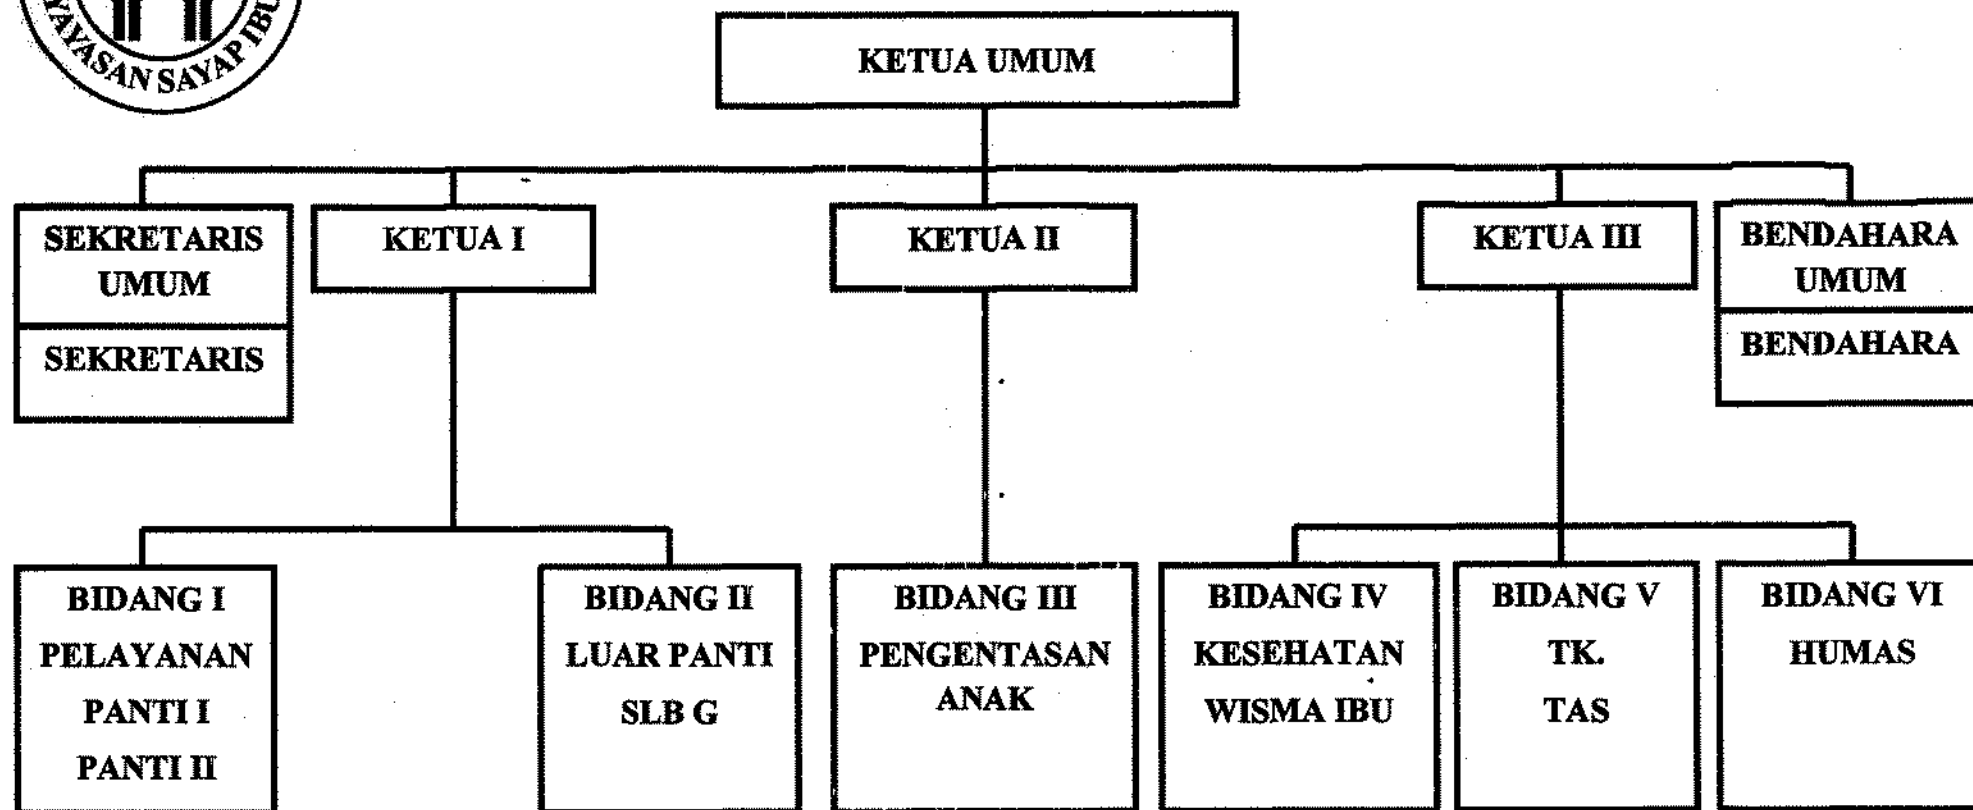 YAYASAN SAYAP IBU
KETUA UMUM
SEKRETARIS
UMUM
SEKRETARIS
KETUA I
KETUA II
KETUA III
BENDAHARA
UMUM
BENDAHARA
BIDANG I
PELAYANAN
PANTI I
PANTI II
BIDANG II
LUAR PANTI
SLB G
BIDANG III
PENGENTASAN
ANAK
BIDANG IV
KESEHATAN
WISMA IBU
BIDANG V
TK.
TAS
BIDANG VI
HUMAS